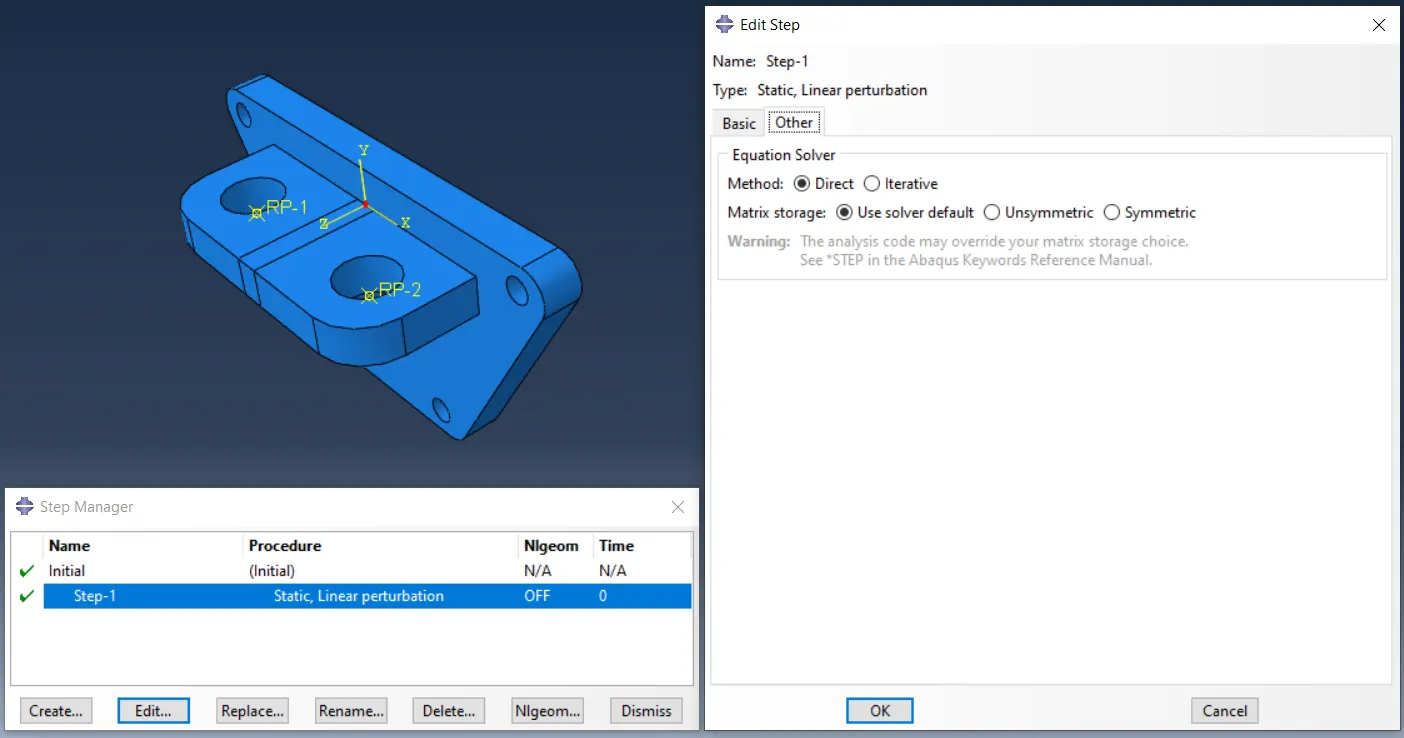 Y
RP-1
Z
X
RP-2
Step Manager
Name Procedure Nlgeom Time
Initial (Initial) N/A N/A
Step-1 Static, Linear perturbation OFF 0
Create... Edit... Replace... Rename... Delete... Nlgeom... Dismiss
Edit Step
Name: Step-1
Type: Static, Linear perturbation
Basic Other
Equation Solver
Method: Direct Iterative
Matrix storage: Use solver default Unsymmetric Symmetric
Warning: The analysis code may override your matrix storage choice.
See *STEP in the Abaqus Keywords Reference Manual.
OK Cancel